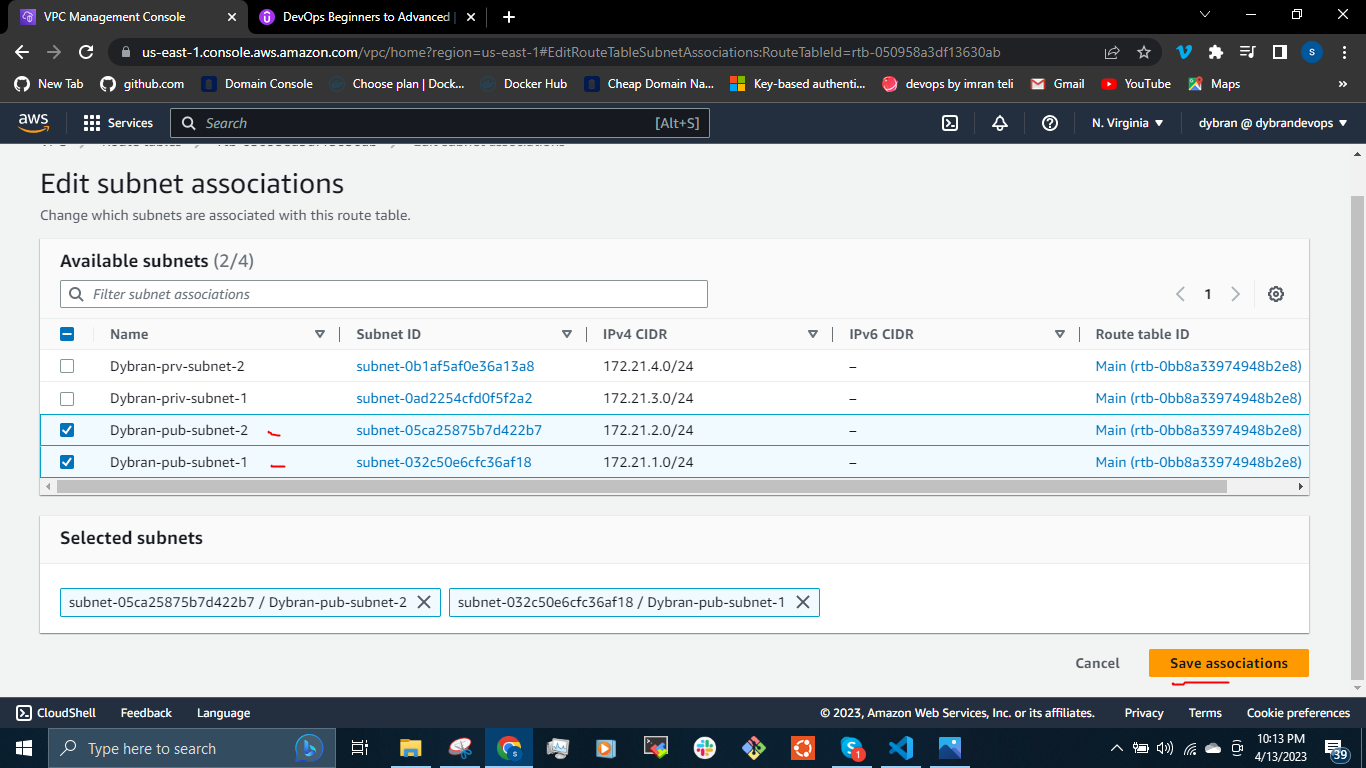 VPC Management Console
DevOps Beginners to Advanced |
us-east-1.console.aws.amazon.com/vpc/home?region=us-east-1#EditRouteTableSubnetAssociations:RouteTableId=rtb-050958a3df13630ab
S
New Tab
github.com
Domain Console
Choose plan | Dock...
Docker Hub
Cheap Domain Na...
Key-based authenti...
devops by imran teli
Gmail
YouTube
Maps
»
aws
Services
Search
[Alt+S]
N. Virginia
dybran @ dybrandevops
Edit subnet associations
Change which subnets are associated with this route table.
Available subnets (2/4)
Filter subnet associations
1
Name Subnet ID IPv4 CIDR IPv6 CIDR Route table ID
Dybran-prv-subnet-2 subnet-0b1af5af0e36a13a8 172.21.4.0/24 – Main (rtb-0bb8a33974948b2e8)
Dybran-priv-subnet-1 subnet-0ad2254cfd0f5f2a2 172.21.3.0/24 – Main (rtb-0bb8a33974948b2e8)
Dybran-pub-subnet-2 subnet-05ca25875b7d422b7 172.21.2.0/24 – Main (rtb-0bb8a33974948b2e8)
Dybran-pub-subnet-1 subnet-032c50e6cfc36af18 172.21.1.0/24 – Main (rtb-0bb8a33974948b2e8)
Selected subnets
subnet-05ca25875b7d422b7 / Dybran-pub-subnet-2
subnet-032c50e6cfc36af18 / Dybran-pub-subnet-1
Cancel
Save associations
CloudShell
Feedback
Language
© 2023, Amazon Web Services, Inc. or its affiliates.
Privacy
Terms
Cookie preferences
Type here to search
1
10:13 PM
4/13/2023
39